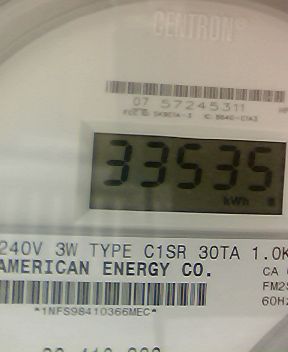 CENTRON®
07 57245311
33535
kWh
240V 3W TYPE C1SR 30TA 1.0K
AMERICAN ENERGY CO.
CA
FM2S
60Hz
*1NFS98410366MEC*